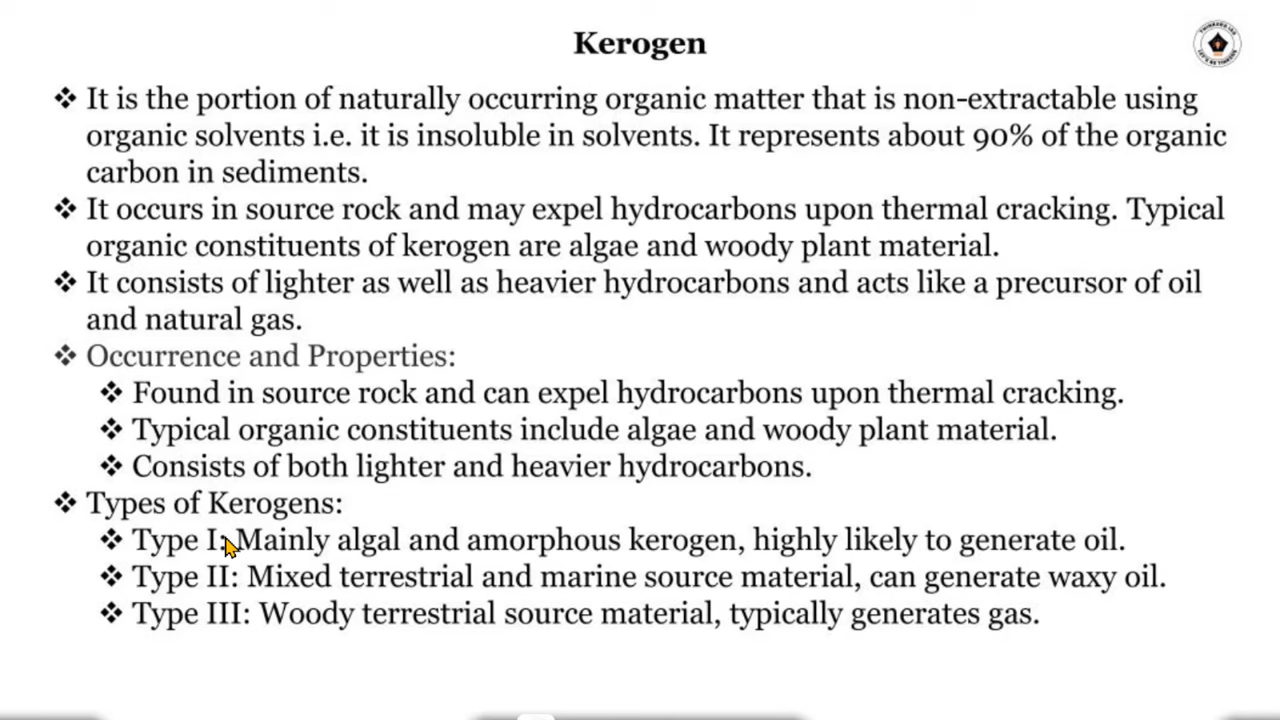 Kerogen
❖ It is the portion of naturally occurring organic matter that is non-extractable using
organic solvents i.e. it is insoluble in solvents. It represents about 90% of the organic
carbon in sediments.
❖ It occurs in source rock and may expel hydrocarbons upon thermal cracking. Typical
organic constituents of kerogen are algae and woody plant material.
❖ It consists of lighter as well as heavier hydrocarbons and acts like a precursor of oil
and natural gas.
❖ Occurrence and Properties:
❖ Found in source rock and can expel hydrocarbons upon thermal cracking.
❖ Typical organic constituents include algae and woody plant material.
❖ Consists of both lighter and heavier hydrocarbons.
❖ Types of Kerogens:
❖ Type I: Mainly algal and amorphous kerogen, highly likely to generate oil.
❖ Type II: Mixed terrestrial and marine source material, can generate waxy oil.
❖ Type III: Woody terrestrial source material, typically generates gas.